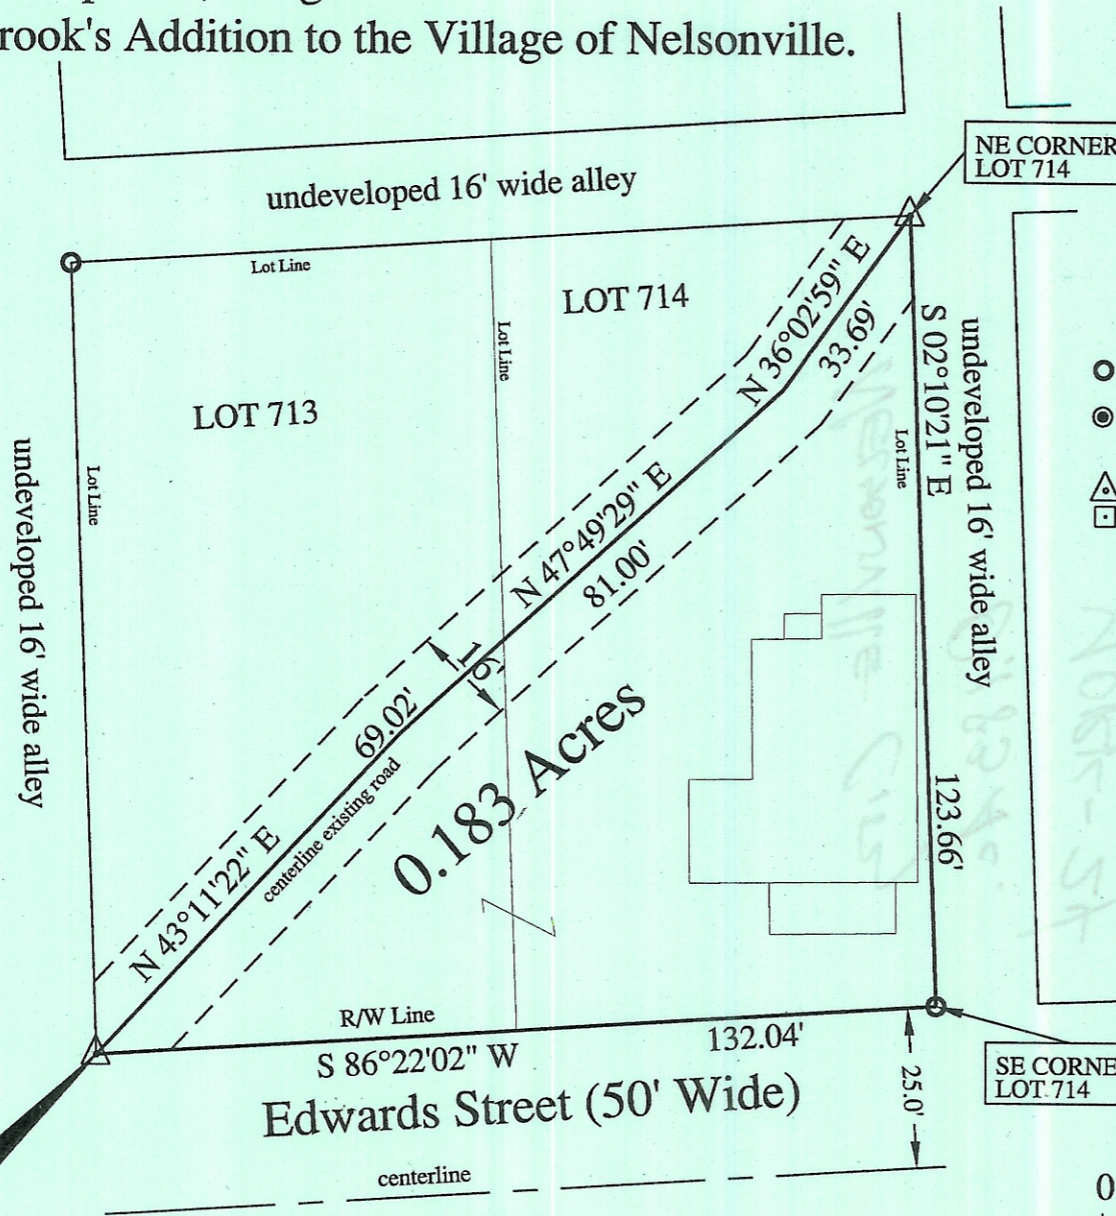 rook's Addition to the Village of Nelsonville.
NE CORNER
LOT 714
undeveloped 16' wide alley
Lot Line
LOT 714
LOT 713
Lot Line
Lot Line
Lot Line
N 36°02'59" E
33.69'
S 02°10'21" E
undeveloped 16' wide alley
undeveloped 16' wide alley
N 47°49'29" E
81.00'
16'
69.02'
centerline existing road
N 43°11'22" E
0.183 Acres
123.66'
R/W Line
S 86°22'02" W
132.04'
Edwards Street (50' Wide)
25.0'
SE CORNE
LOT 714
centerline
0